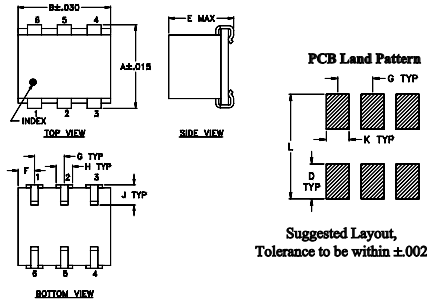 B±.030
6 5 4
A±.015
INDEX
1 2 3
TOP VIEW
E MAX
SIDE VIEW
PCB Land Pattern
G TYP
K TYP
L
D
TYP
Suggested Layout,
Tolerance to be within ±.002
G TYP
H TYP
F
1 2 3
J TYP
6 5 4
BOTTOM VIEW